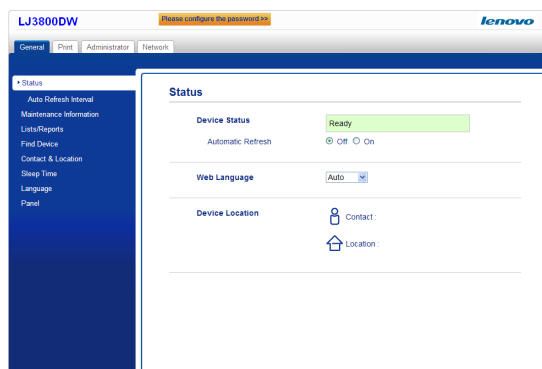 LJ3800DW
Please configure the password >>
lenovo
General Print Administrator Network
Status
Auto Refresh Interval
Maintenance Information
Lists/Reports
Find Device
Contact & Location
Sleep Time
Language
Panel
Status
Device Status Ready
Automatic Refresh Off On
Web Language Auto
Device Location Contact :
Location :